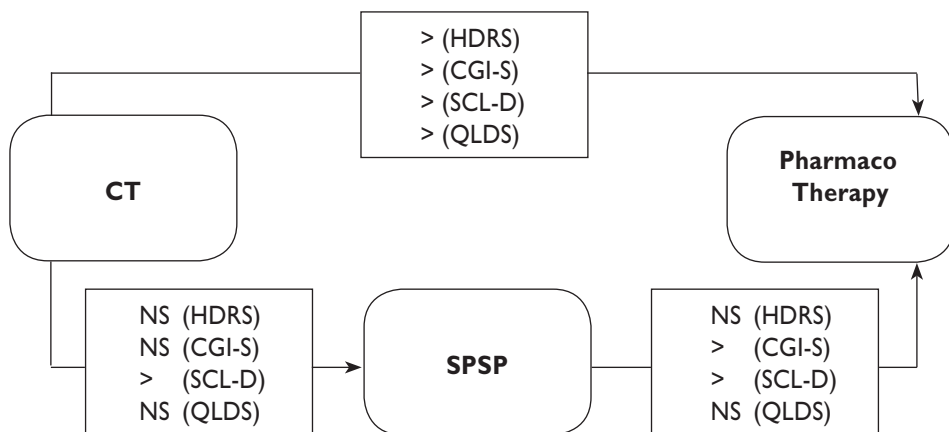 > (HDRS)
> (CGI-S)
> (SCL-D)
> (QLDS)
CT
Pharmaco
Therapy
NS (HDRS)
NS (CGI-S)
> (SCL-D)
NS (QLDS)
SPSP
NS (HDRS)
> (CGI-S)
> (SCL-D)
NS (QLDS)